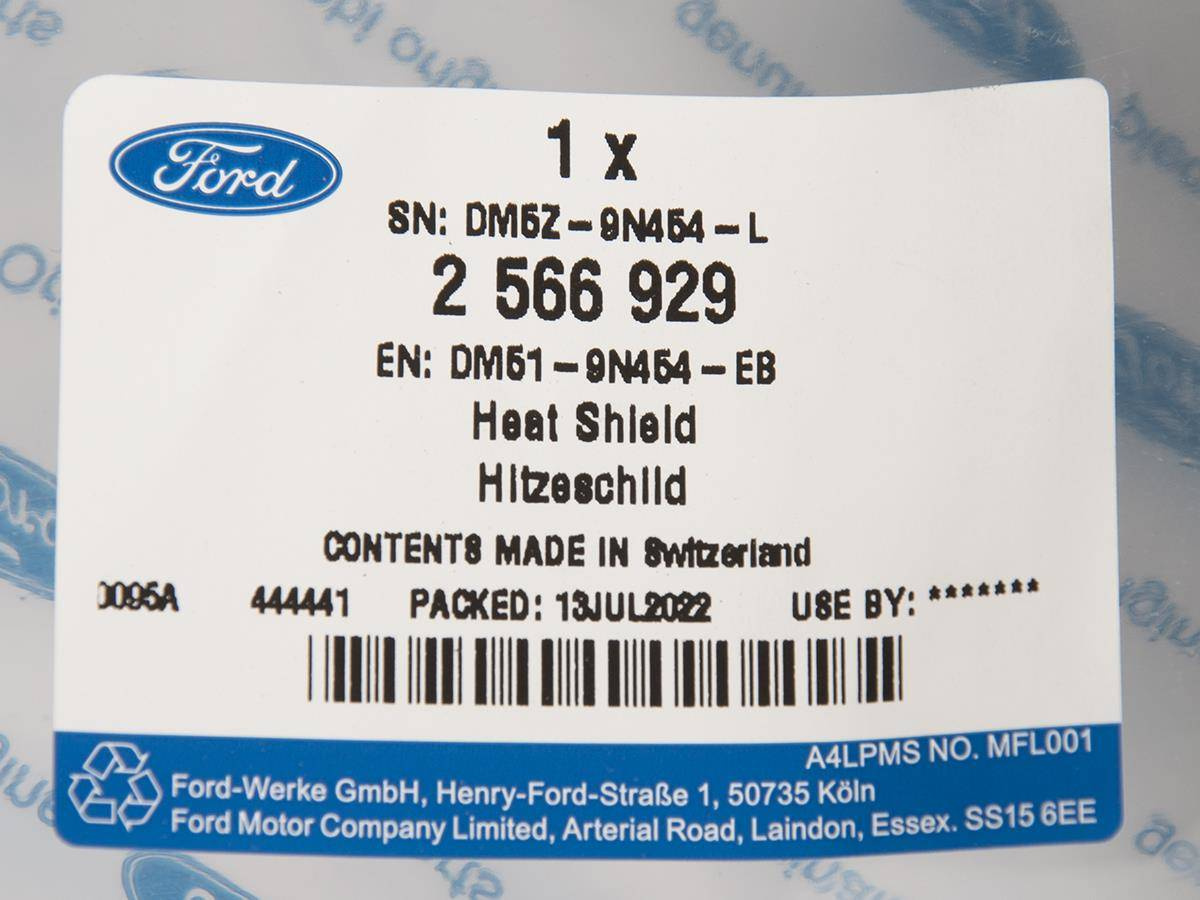 Ford
1 x
SN: DM5Z-9N454-L
2 566 929
EN: DM51-9N454-EB
Heat Shield
Hitzeschild
CONTENTS MADE IN Switzerland
0095A 444441 PACKED: 13JUL2022 USE BY: *******
A4LPMS NO. MFL001
Ford-Werke GmbH, Henry-Ford-Straße 1, 50735 Köln
Ford Motor Company Limited, Arterial Road, Laindon, Essex. SS15 6EE